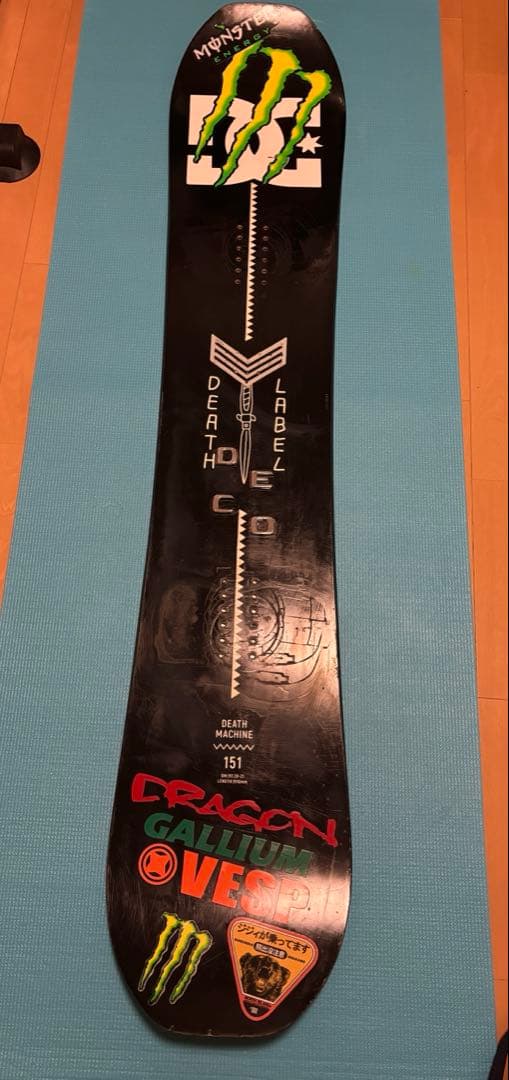 MONSTER
ENERGY
DC
DEATH LABEL
DECO
DEATH
MACHINE
151
DRAGON
GALLIUM
VESP
ジジィが乗ってます